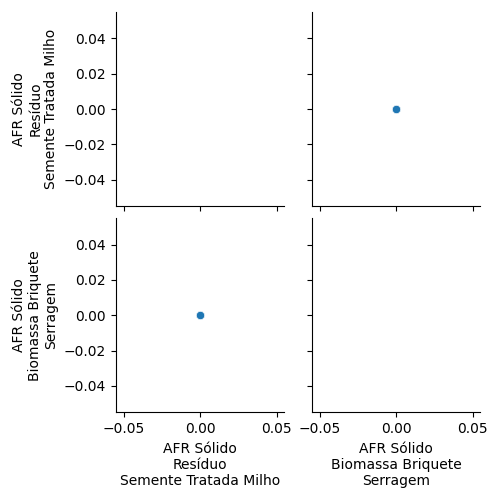 AFR Sólido
Resíduo
Semente Tratada Milho
0.04
0.02
0.00
−0.02
−0.04
AFR Sólido
Biomassa Briquete
Serragem
0.04
0.02
0.00
−0.02
−0.04
−0.05
0.00
0.05
−0.05
0.00
0.05
AFR Sólido
Resíduo
Semente Tratada Milho
AFR Sólido
Biomassa Briquete
Serragem